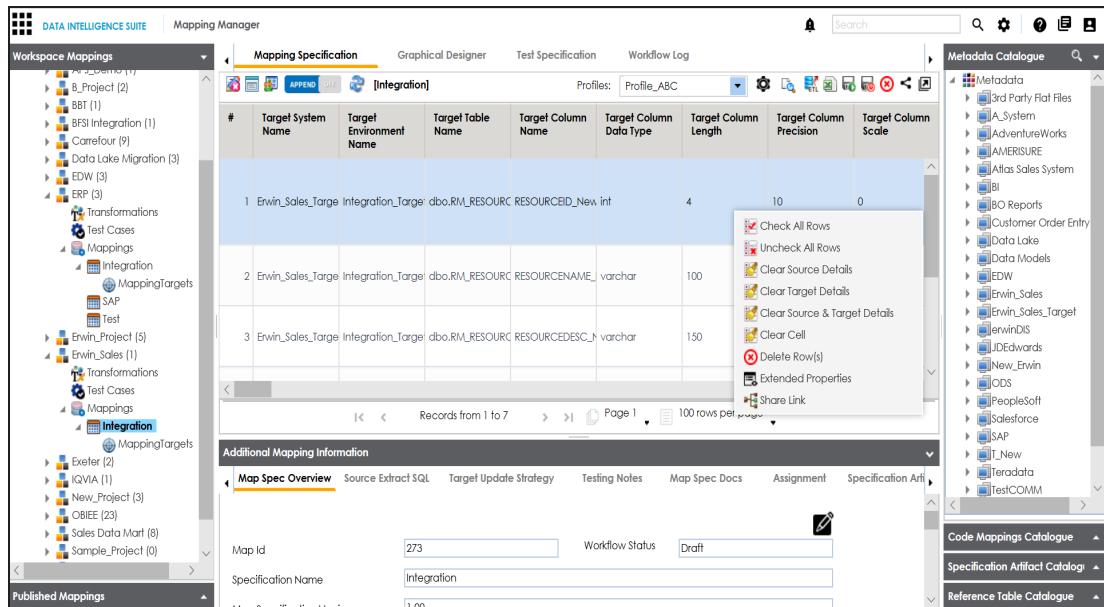 DATA INTELLIGENCE SUITE Mapping Manager Search
Workspace Mappings
B_Project (2)
BBT (1)
BFSI Integration (1)
Carrefour (9)
Data Lake Migration (3)
EDW (3)
ERP (3)
Transformations
Test Cases
Mappings
Integration
MappingTargets
SAP
Test
Erwin_Project (5)
Erwin_Sales (1)
Transformations
Test Cases
Mappings
Integration
MappingTargets
Exeter (2)
IQVIA (1)
New_Project (3)
OBIEE (23)
Sales Data Mart (8)
Sample_Project (0)
Published Mappings
Mapping Specification Graphical Designer Test Specification Workflow Log
APPEND OFF [Integration] Profiles: Profile_ABC
# Target System Name Target Environment Name Target Table Name Target Column Name Target Column Data Type Target Column Length Target Column Precision Target Column Scale
1 Erwin_Sales_Targe Integration_Target dbo.RM_RESOURC RESOURCEID_New int 4 10 0
2 Erwin_Sales_Targe Integration_Target dbo.RM_RESOURC RESOURCENAME_ varchar 100
3 Erwin_Sales_Targe Integration_Target dbo.RM_RESOURC RESOURCEDESC_N varchar 150
Check All Rows
Uncheck All Rows
Clear Source Details
Clear Target Details
Clear Source & Target Details
Clear Cell
Delete Row(s)
Extended Properties
Share Link
Records from 1 to 7 Page 1 100 rows per page
Additional Mapping Information
Map Spec Overview Source Extract SQL Target Update Strategy Testing Notes Map Spec Docs Assignment Specification Arti
Map Id 273 Workflow Status Draft
Specification Name Integration
Metadata Catalogue
Metadata
3rd Party Flat Files
A_System
AdventureWorks
AMERISURE
Atlas Sales System
BI
BO Reports
Customer Order Entry
Data Lake
Data Models
EDW
Erwin_Sales
Erwin_Sales_Target
erwinDIS
JDEdwards
New_Erwin
ODS
PeopleSoft
Salesforce
SAP
T_New
Teradata
TestCOMM
Code Mappings Catalogue
Specification Artifact Catalogu
Reference Table Catalogue